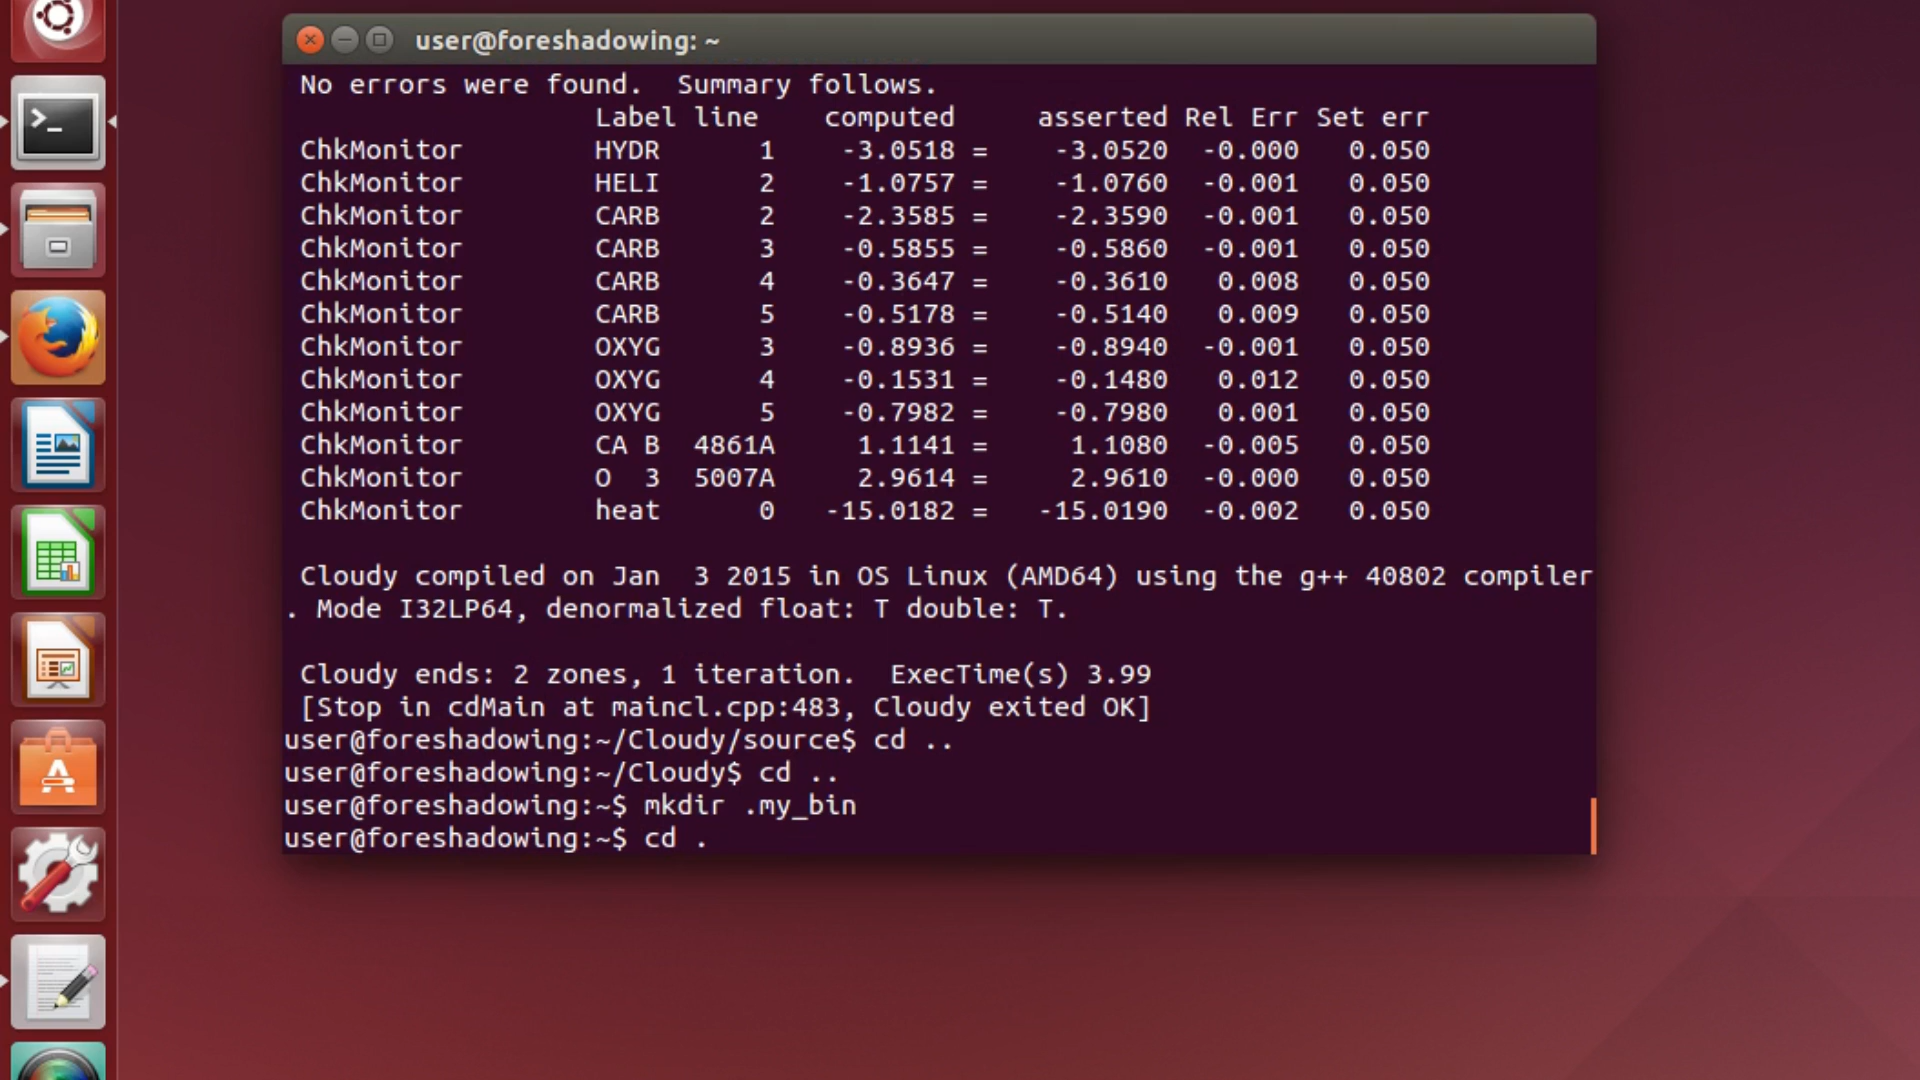 user@foreshadowing: ~
No errors were found.  Summary follows.
Label line computed asserted Rel Err Set err
ChkMonitor HYDR 1 -3.0518 = -3.0520 -0.000 0.050
ChkMonitor HELI 2 -1.0757 = -1.0760 -0.001 0.050
ChkMonitor CARB 2 -2.3585 = -2.3590 -0.001 0.050
ChkMonitor CARB 3 -0.5855 = -0.5860 -0.001 0.050
ChkMonitor CARB 4 -0.3647 = -0.3610 0.008 0.050
ChkMonitor CARB 5 -0.5178 = -0.5140 0.009 0.050
ChkMonitor OXYG 3 -0.8936 = -0.8940 -0.001 0.050
ChkMonitor OXYG 4 -0.1531 = -0.1480 0.012 0.050
ChkMonitor OXYG 5 -0.7982 = -0.7980 0.001 0.050
ChkMonitor CA B 4861A 1.1141 = 1.1080 -0.005 0.050
ChkMonitor O  3 5007A 2.9614 = 2.9610 -0.000 0.050
ChkMonitor heat 0 -15.0182 = -15.0190 -0.002 0.050
Cloudy compiled on Jan  3 2015 in OS Linux (AMD64) using the g++ 40802 compiler
. Mode I32LP64, denormalized float: T double: T.
Cloudy ends: 2 zones, 1 iteration.  ExecTime(s) 3.99
[Stop in cdMain at maincl.cpp:483, Cloudy exited OK]
user@foreshadowing:~/Cloudy/source$ cd ..
user@foreshadowing:~/Cloudy$ cd ..
user@foreshadowing:~$ mkdir .my_bin
user@foreshadowing:~$ cd .